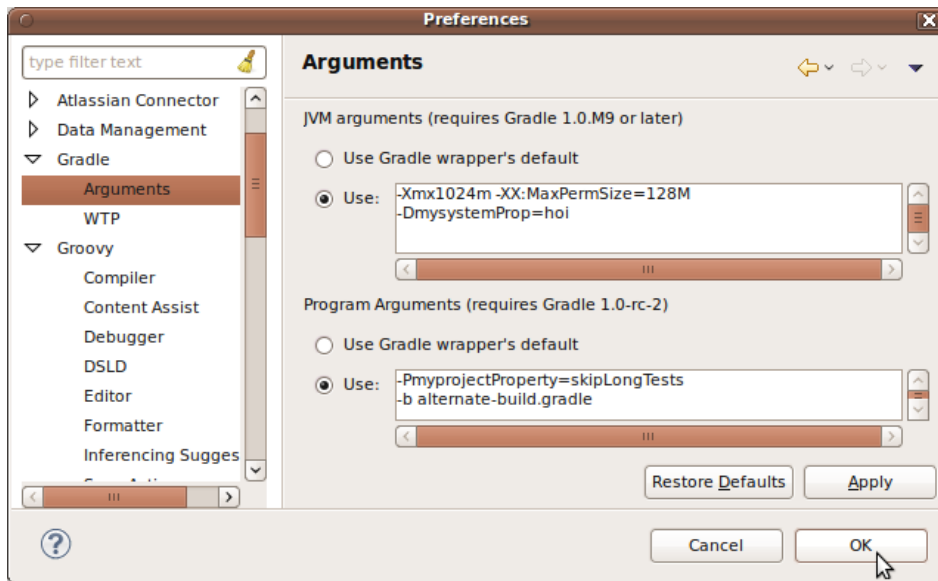 Preferences
type filter text
Atlassian Connector
Data Management
Gradle
Arguments
WTP
Groovy
Compiler
Content Assist
Debugger
DSLD
Editor
Formatter
Inferencing Sugges
Arguments
JVM arguments (requires Gradle 1.0.M9 or later)
Use Gradle wrapper's default
Use:
-Xmx1024m -XX:MaxPermSize=128M
-DmysystemProp=hoi
Program Arguments (requires Gradle 1.0-rc-2)
Use Gradle wrapper's default
Use:
-PmyprojectProperty=skipLongTests
-b alternate-build.gradle
Restore Defaults
Apply
Cancel
OK